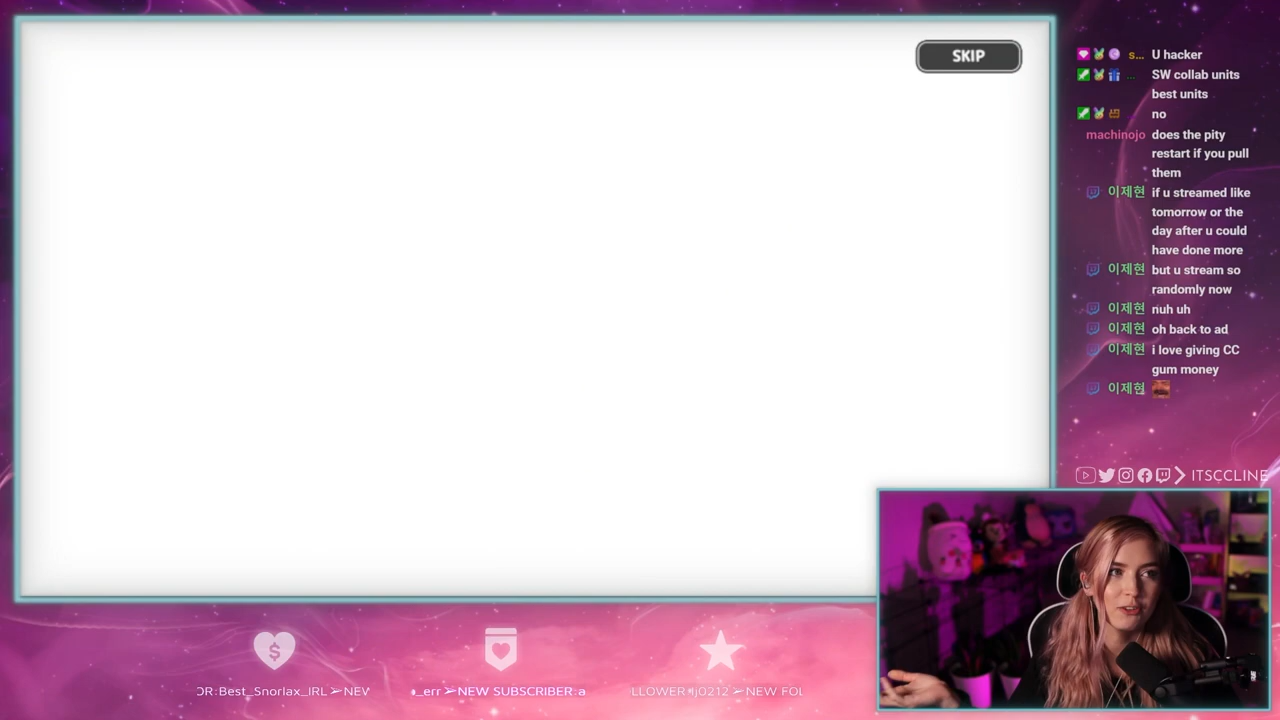 SKIP
s... U hacker
... SW collab units
best units
no
machinojo does the pity
restart if you pull
them
이제현 if u streamed like
tomorrow or the
day after u could
have done more
이제현 but u stream so
randomly now
이제현 nuh uh
이제현 oh back to ad
이제현 i love giving CC
gum money
이제현
ITSCCLINE
OR:Best_Snorlax_IRL ➢NEV
_err ➢NEW SUBSCRIBER:a
LLOWER:lj0212 ➢NEW FOL